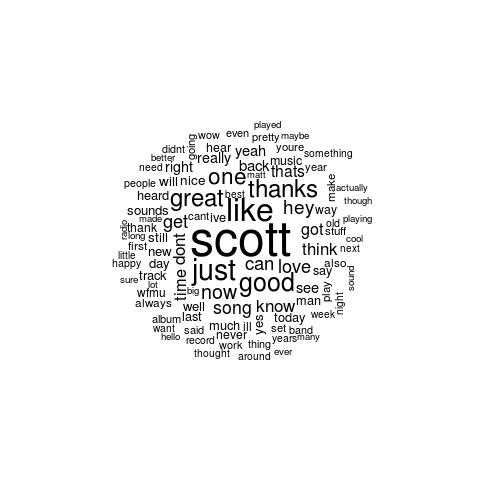 played
wow even pretty maybe
didnt going hear yeah youre something
better really back music
need right one matt thats year
people will nice best thanks make actually
heard great like hey way though
sounds made cant ive old playing
thank get got stuff
radio long still scott cool
first dont think next
little new just can love also
happy day time say sound
sure track good see play
lot big now
wfmu song know man night
always well yes week
album last today
want said much ill set band
hello record never years many
work thing
thought around ever